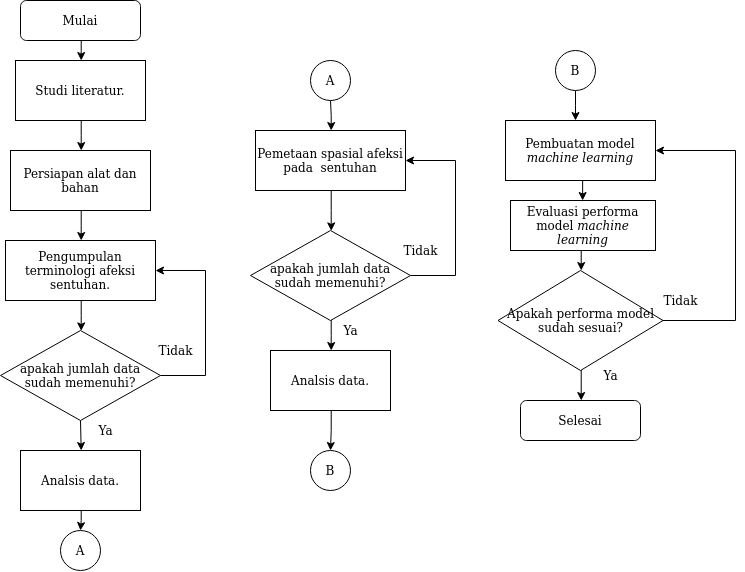 Mulai
Studi literatur.
Persiapan alat dan
bahan
Pengumpulan
terminologi afeksi
sentuhan.
Tidak
apakah jumlah data
sudah memenuhi?
Ya
Analsis data.
A
A
Pemetaan spasial afeksi
pada sentuhan
Tidak
apakah jumlah data
sudah memenuhi?
Ya
Analsis data.
B
B
Pembuatan model
machine learning
Evaluasi performa
model machine
learning
Tidak
Apakah performa model
sudah sesuai?
Ya
Selesai